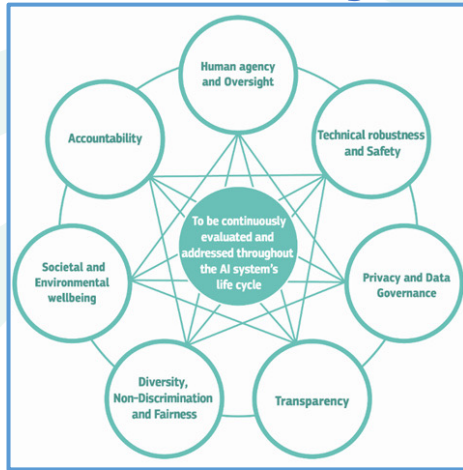 Human agency
and Oversight
Technical robustness
and Safety
Privacy and Data
Governance
Transparency
Diversity,
Non-Discrimination
and Fairness
Societal and
Environmental
wellbeing
Accountability
To be continuously
evaluated and
addressed throughout
the AI system's
life cycle